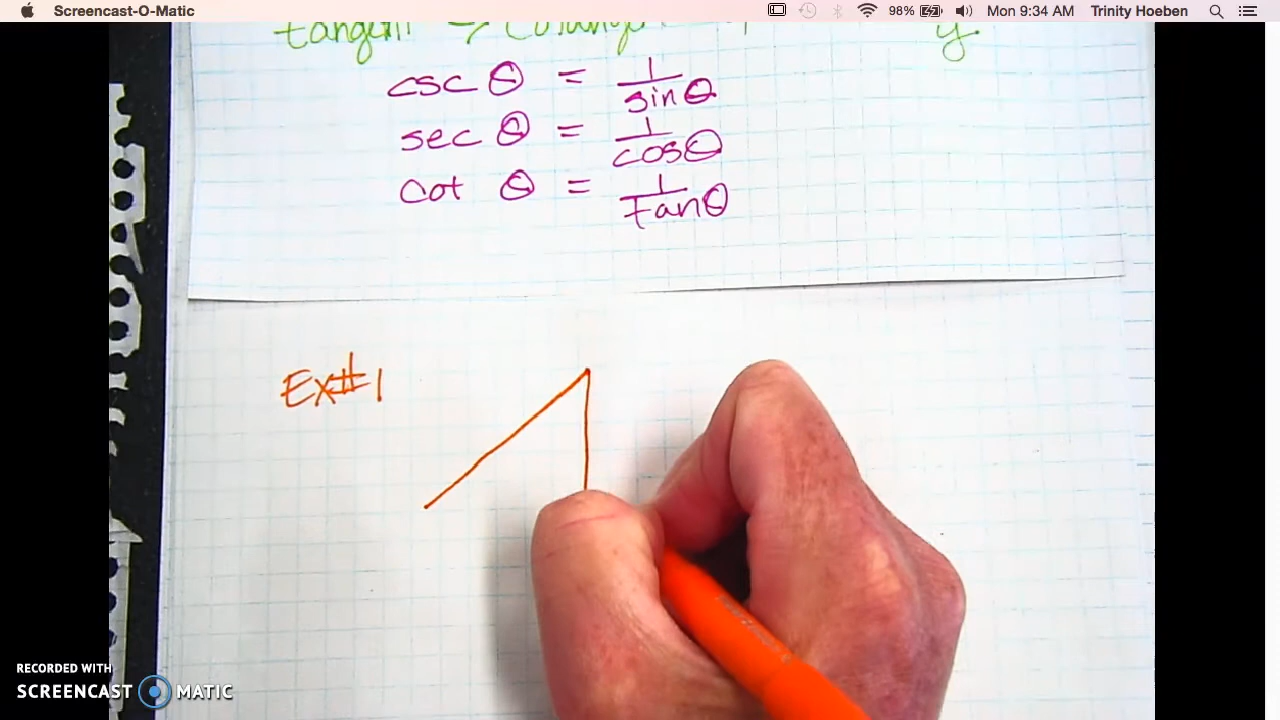 Screencast-O-Matic 98% Mon 9:34 AM Trinity Hoeben
tangent → y
csc θ = 1/sin θ
sec θ = 1/cos θ
cot θ = 1/Tan θ
Ex#1
RECORDED WITH
SCREENCAST MATIC